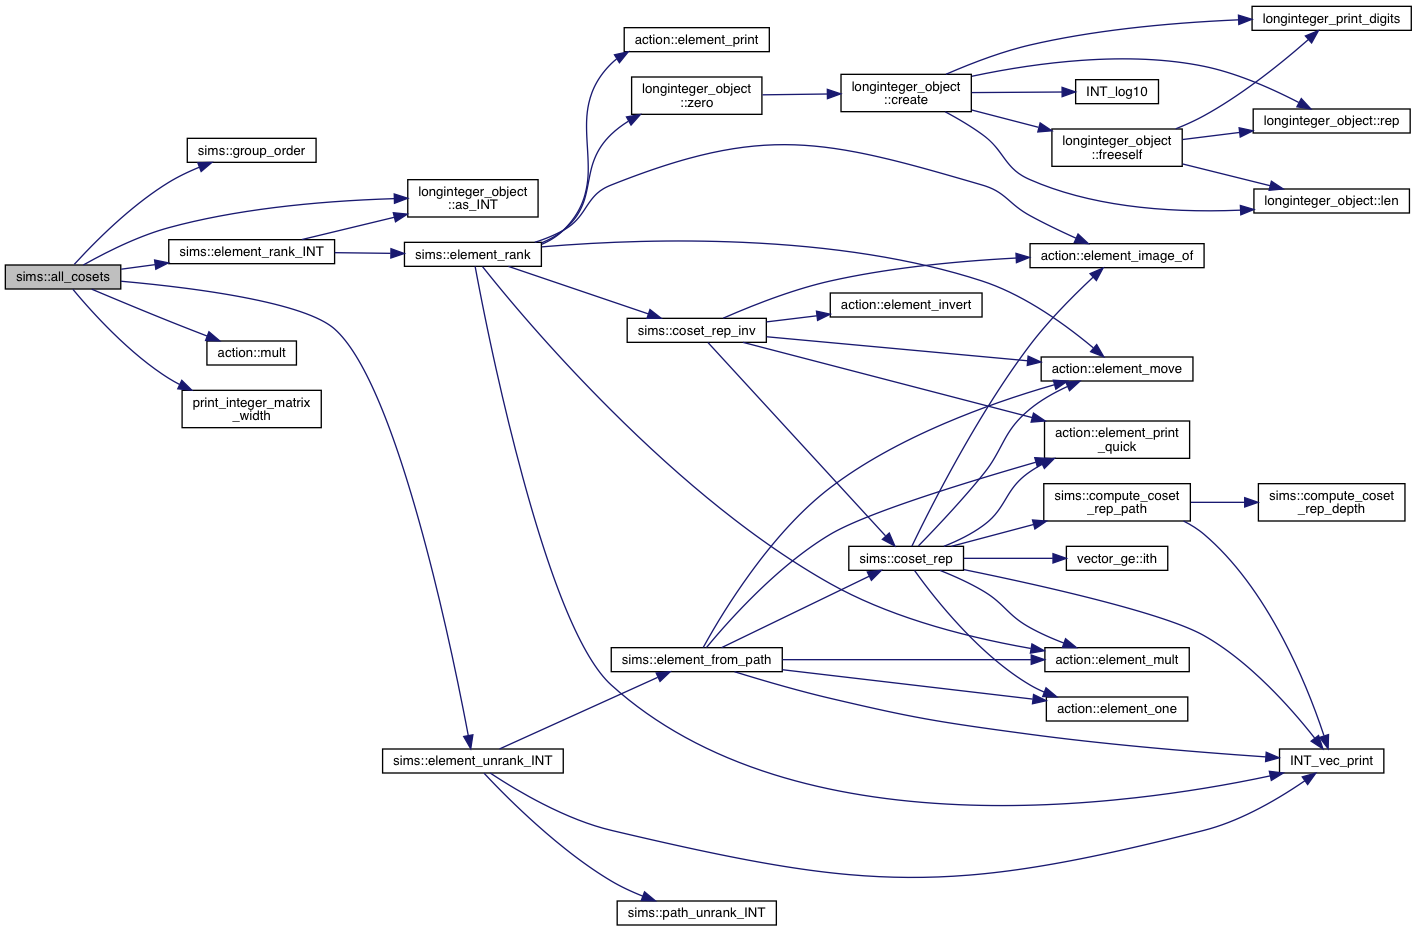 sims::all_cosets
sims::group_order
longinteger_object
::as_INT
sims::element_rank_INT
action::mult
print_integer_matrix
_width
sims::element_rank
action::element_print
longinteger_object
::zero
longinteger_object
::create
longinteger_print_digits
INT_log10
longinteger_object::rep
longinteger_object
::freeself
longinteger_object::len
action::element_image_of
sims::coset_rep_inv
action::element_invert
action::element_move
action::element_print
_quick
sims::compute_coset
_rep_path
sims::compute_coset
_rep_depth
sims::coset_rep
vector_ge::ith
sims::element_from_path
action::element_mult
action::element_one
sims::element_unrank_INT
INT_vec_print
sims::path_unrank_INT